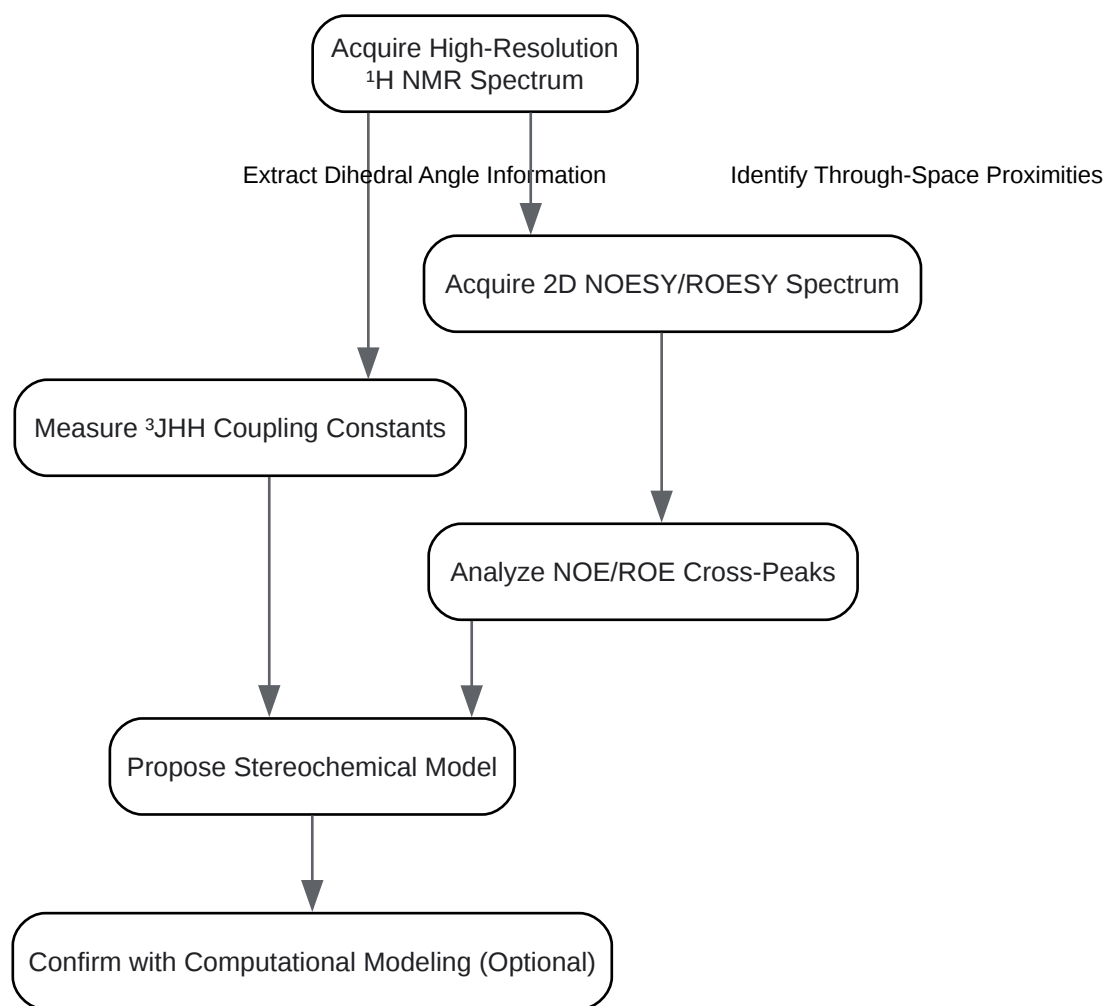 Acquire High-Resolution
¹H NMR Spectrum
Extract Dihedral Angle Information
Identify Through-Space Proximities
Acquire 2D NOESY/ROESY Spectrum
Measure ³JHH Coupling Constants
Analyze NOE/ROE Cross-Peaks
Propose Stereochemical Model
Confirm with Computational Modeling (Optional)